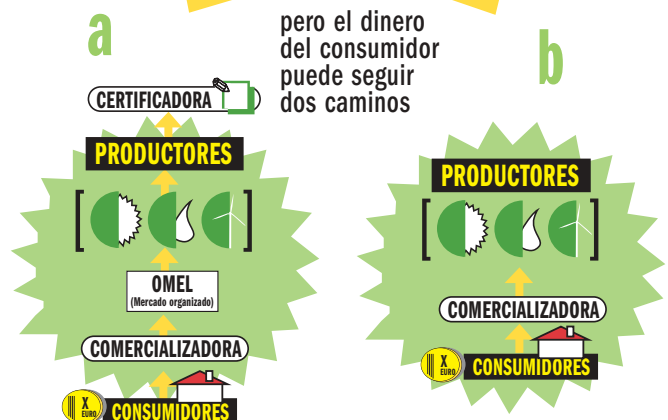 a
pero el dinero
del consumidor
puede seguir
dos caminos
b
CERTIFICADORA
PRODUCTORES
OMEL
(Mercado organizado)
COMERCIALIZADORA
X
EURO
CONSUMIDORES
PRODUCTORES
COMERCIALIZADORA
X
EURO
CONSUMIDORES